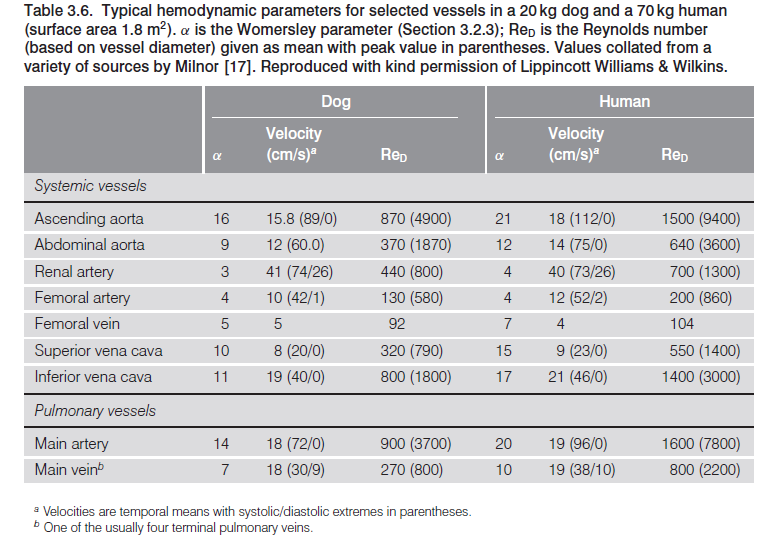 Table 3.6. Typical hemodynamic parameters for selected vessels in a 20 kg dog and a 70 kg human
(surface area 1.8 m²). α is the Womersley parameter (Section 3.2.3); ReD is the Reynolds number
(based on vessel diameter) given as mean with peak value in parentheses. Values collated from a
variety of sources by Milnor [17]. Reproduced with kind permission of Lippincott Williams & Wilkins.
Dog Human
Velocity Velocity
α (cm/s)ᵃ ReD α (cm/s)ᵃ ReD
Systemic vessels
Ascending aorta 16 15.8 (89/0) 870 (4900) 21 18 (112/0) 1500 (9400)
Abdominal aorta 9 12 (60.0) 370 (1870) 12 14 (75/0) 640 (3600)
Renal artery 3 41 (74/26) 440 (800) 4 40 (73/26) 700 (1300)
Femoral artery 4 10 (42/1) 130 (580) 4 12 (52/2) 200 (860)
Femoral vein 5 5 92 7 4 104
Superior vena cava 10 8 (20/0) 320 (790) 15 9 (23/0) 550 (1400)
Inferior vena cava 11 19 (40/0) 800 (1800) 17 21 (46/0) 1400 (3000)
Pulmonary vessels
Main artery 14 18 (72/0) 900 (3700) 20 19 (96/0) 1600 (7800)
Main veinᵇ 7 18 (30/9) 270 (800) 10 19 (38/10) 800 (2200)
ᵃ Velocities are temporal means with systolic/diastolic extremes in parentheses.
ᵇ One of the usually four terminal pulmonary veins.